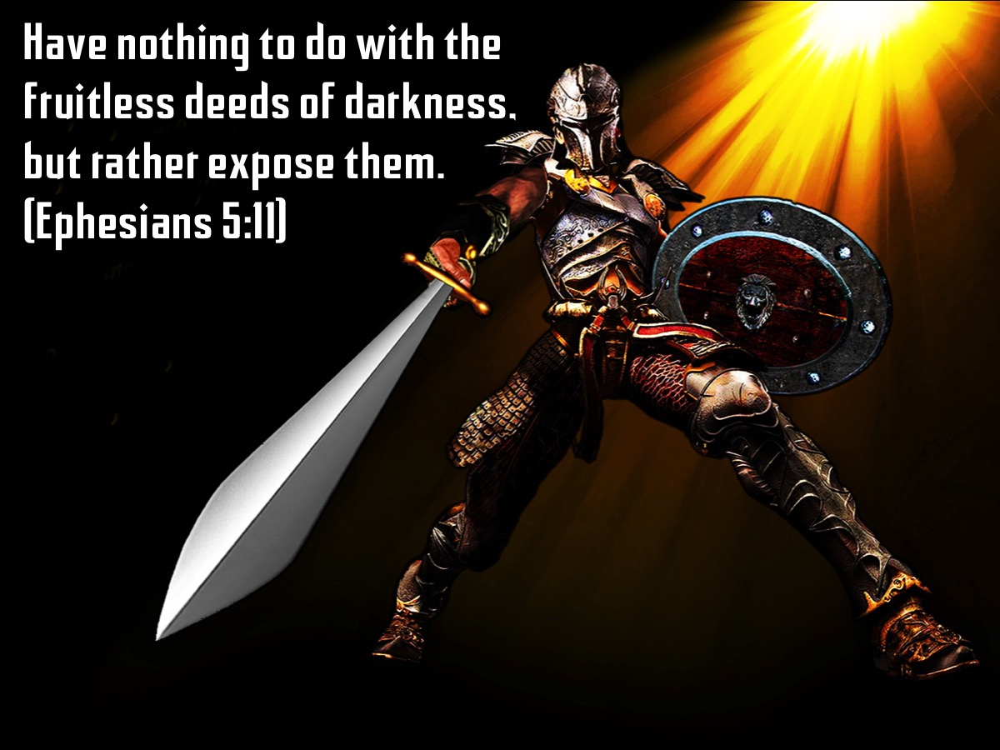 Have nothing to do with the
fruitless deeds of darkness,
but rather expose them.
(Ephesians 5:11)